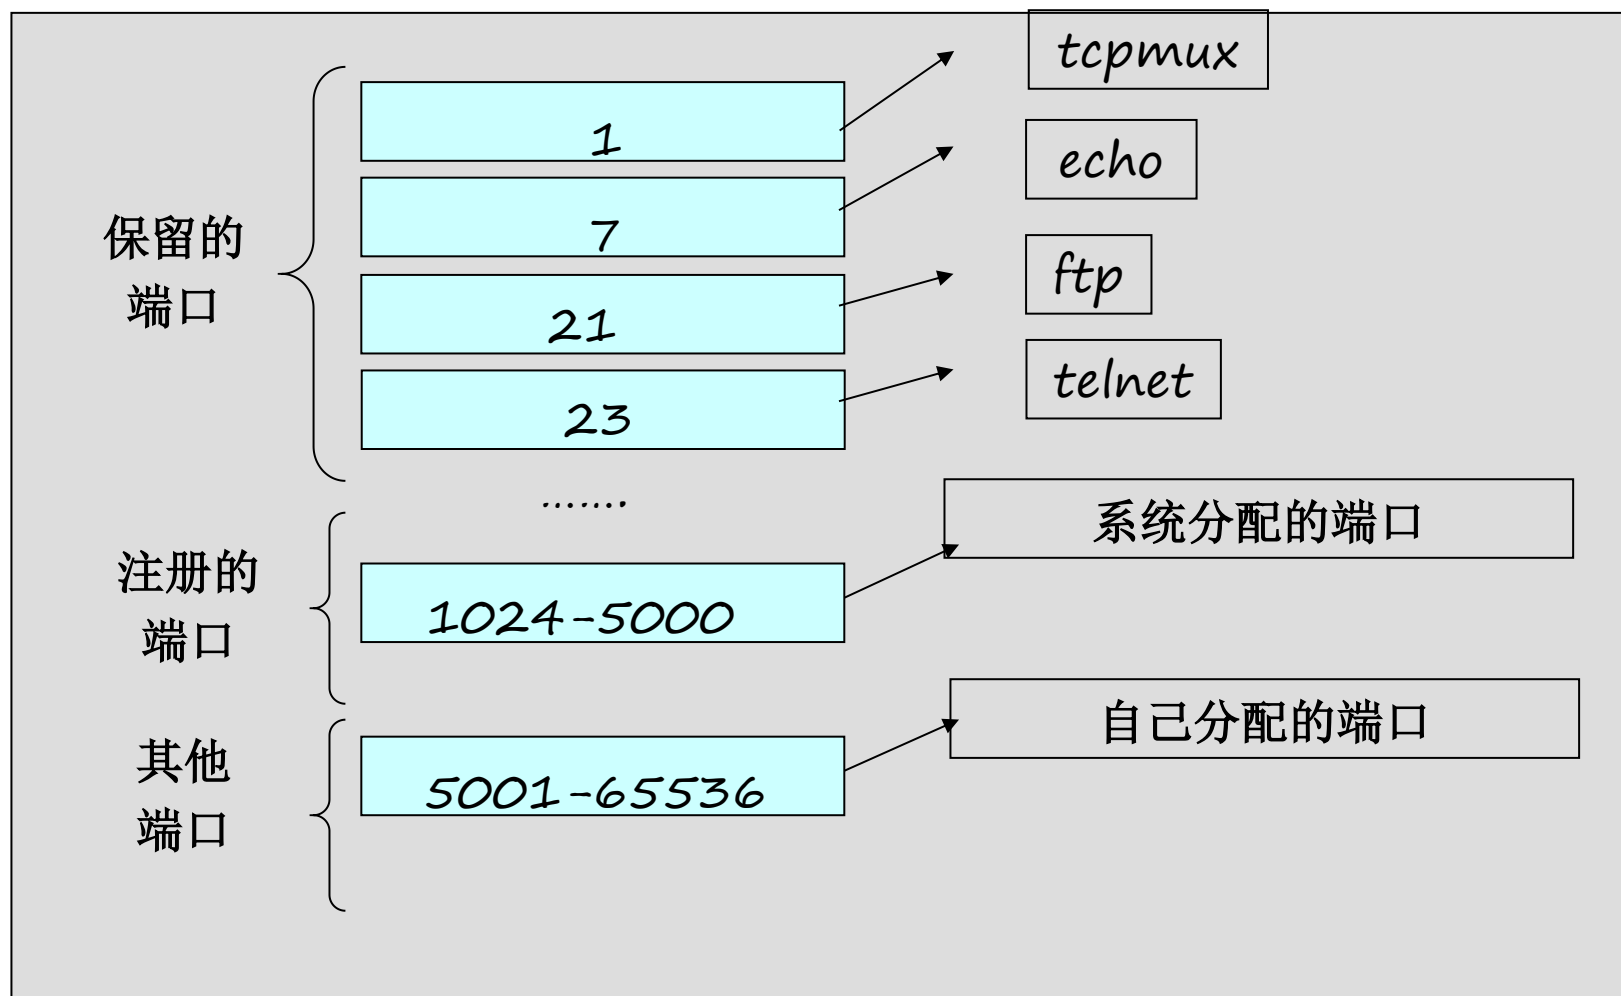 tcpmux
1
echo
7
保留的
端口
ftp
21
telnet
23
.......
系统分配的端口
注册的
端口
1024-5000
自己分配的端口
其他
端口
5001-65536